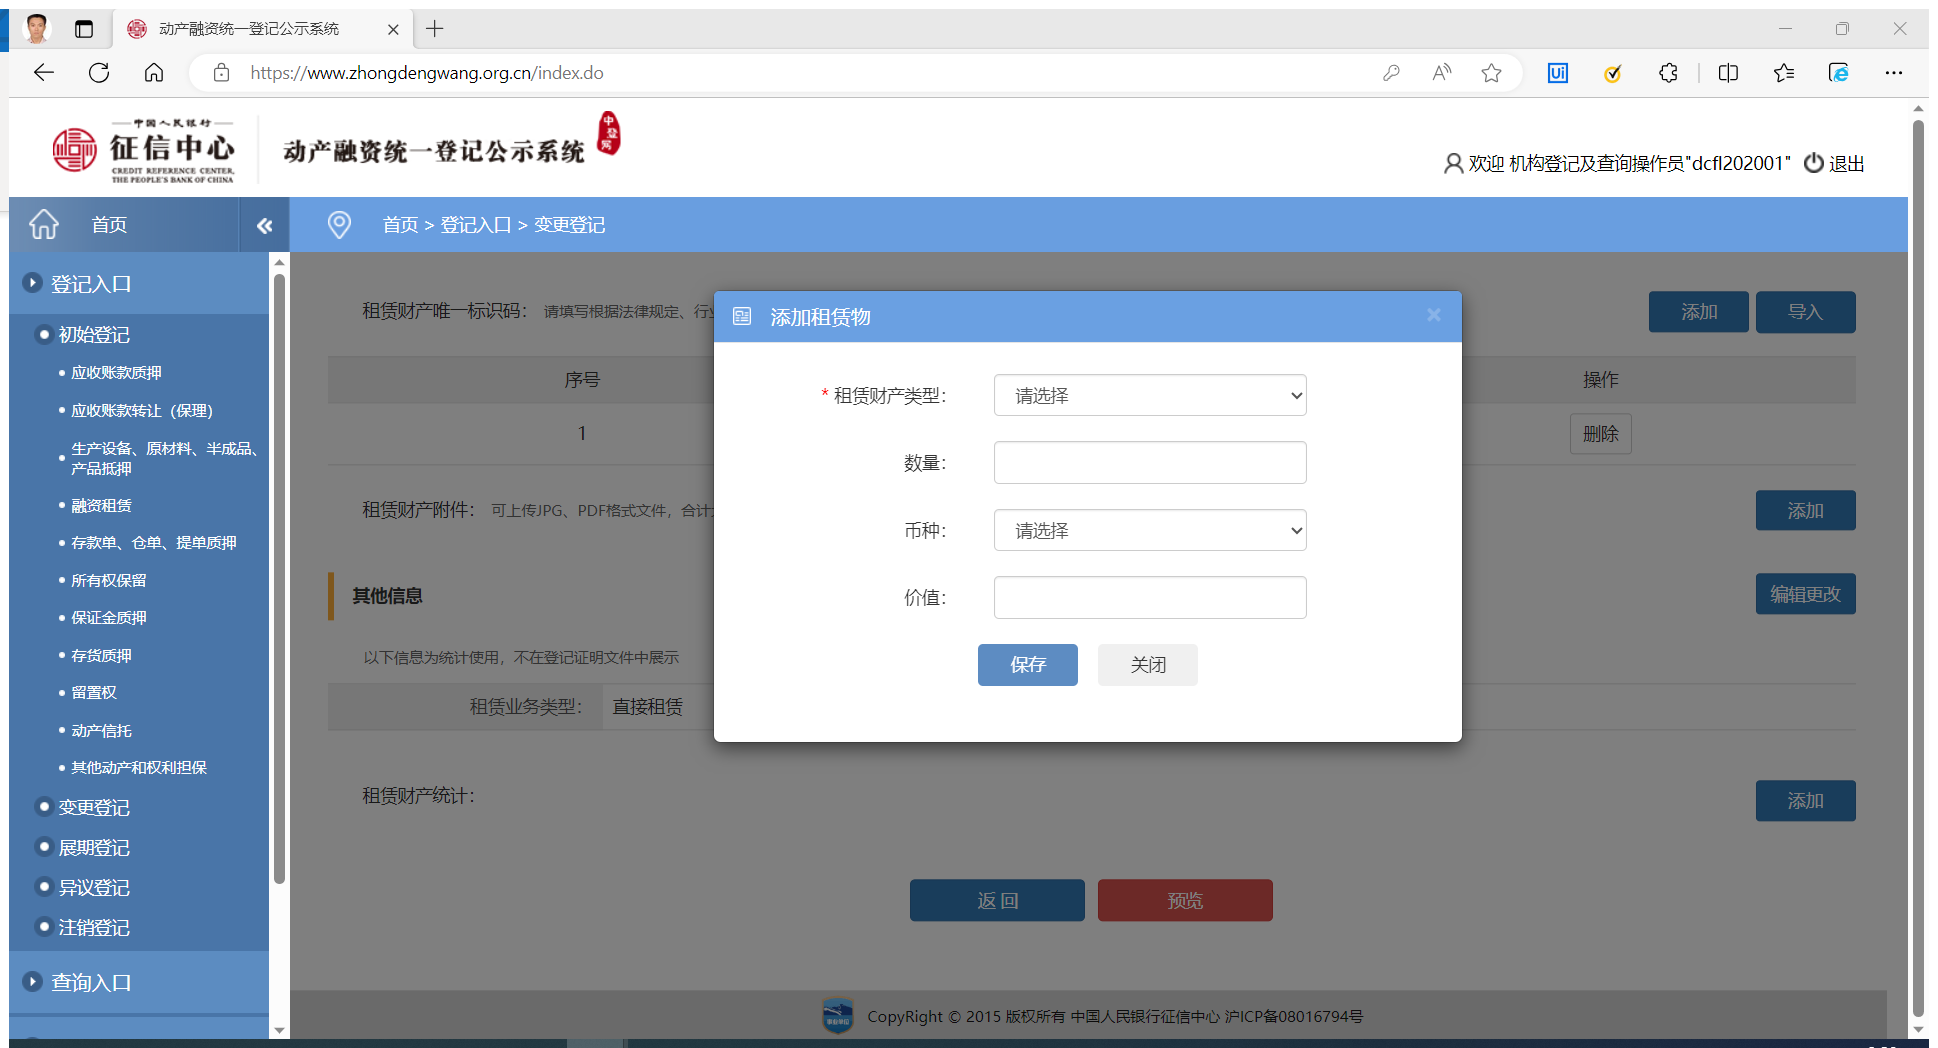 动产融资统一登记公示系统
https://www.zhongdengwang.org.cn/index.do
中国人民银行
征信中心
CREDIT REFERENCE CENTER,
THE PEOPLE'S BANK OF CHINA
动产融资统一登记公示系统
中登网
欢迎 机构登记及查询操作员"dcfl202001"
退出
首页
首页 > 登记入口 > 变更登记
登记入口
初始登记
应收账款质押
应收账款转让（保理）
生产设备、原材料、半成品、
产品抵押
融资租赁
存款单、仓单、提单质押
所有权保留
保证金质押
存货质押
留置权
动产信托
其他动产和权利担保
变更登记
展期登记
异议登记
注销登记
查询入口
租赁财产唯一标识码： 请填写根据法律规定、行业
添加
导入
序号
操作
1
删除
租赁财产附件： 可上传JPG、PDF格式文件，合计
添加
其他信息
编辑更改
以下信息为统计使用，不在登记证明文件中展示
租赁业务类型： 直接租赁
租赁财产统计：
添加
返 回
预览
添加租赁物
* 租赁财产类型： 请选择
数量：
币种： 请选择
价值：
保存
关闭
CopyRight © 2015 版权所有 中国人民银行征信中心 沪ICP备08016794号